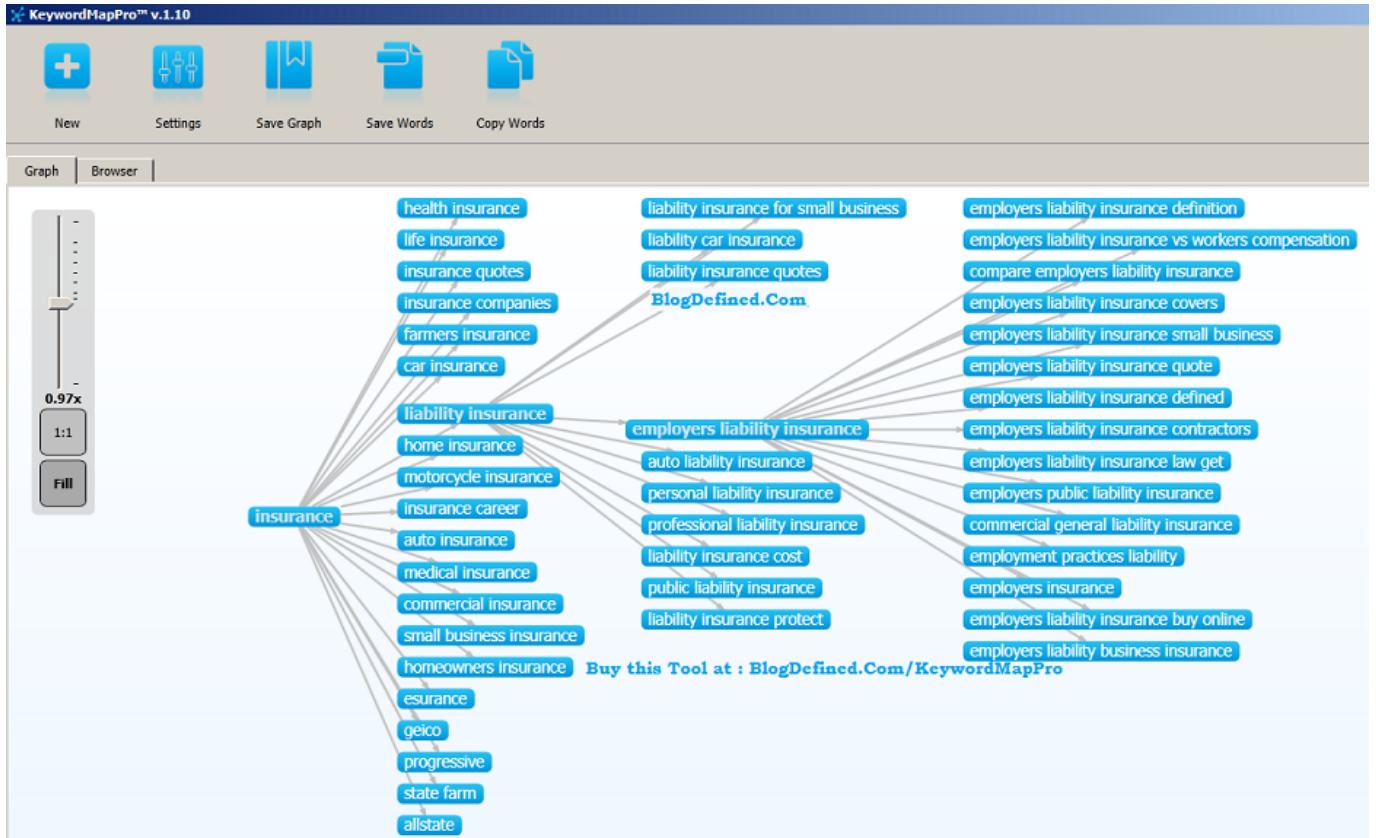 KeywordMapPro™ v.1.10
New
Settings
Save Graph
Save Words
Copy Words
Graph
Browser
0.97x
1:1
Fill
insurance
health insurance
life insurance
insurance quotes
insurance companies
farmers insurance
car insurance
liability insurance
home insurance
motorcycle insurance
insurance career
auto insurance
medical insurance
commercial insurance
small business insurance
homeowners insurance
esurance
geico
progressive
state farm
allstate
liability insurance for small business
liability car insurance
liability insurance quotes
BlogDefined.Com
employers liability insurance
auto liability insurance
personal liability insurance
professional liability insurance
liability insurance cost
public liability insurance
liability insurance protect
employers liability insurance definition
employers liability insurance vs workers compensation
compare employers liability insurance
employers liability insurance covers
employers liability insurance small business
employers liability insurance quote
employers liability insurance defined
employers liability insurance contractors
employers liability insurance law get
employers public liability insurance
commercial general liability insurance
employment practices liability
employers insurance
employers liability insurance buy online
employers liability business insurance
Buy this Tool at : BlogDefined.Com/KeywordMapPro